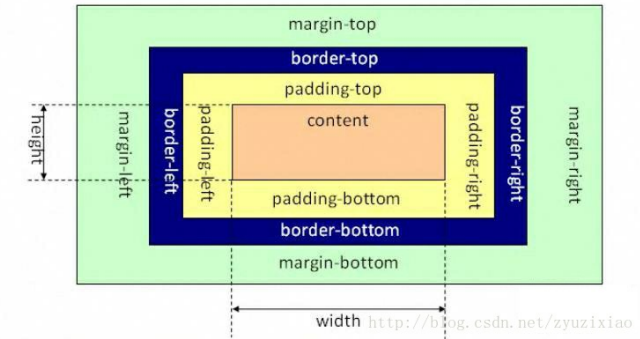 margin-top
border-top
padding-top
content
height
margin-left
border-left
padding-left
padding-right
border-right
margin-right
padding-bottom
border-bottom
margin-bottom
width
http://blog.csdn.net/zyuzixiao